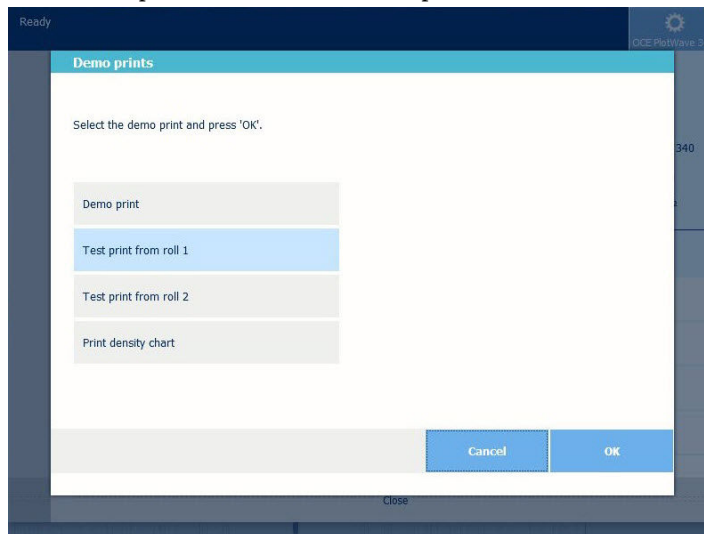 Ready
OCE PlotWave 3
Demo prints
Select the demo print and press 'OK'.
340
Demo print
Test print from roll 1
Test print from roll 2
Print density chart
Cancel
OK
Close